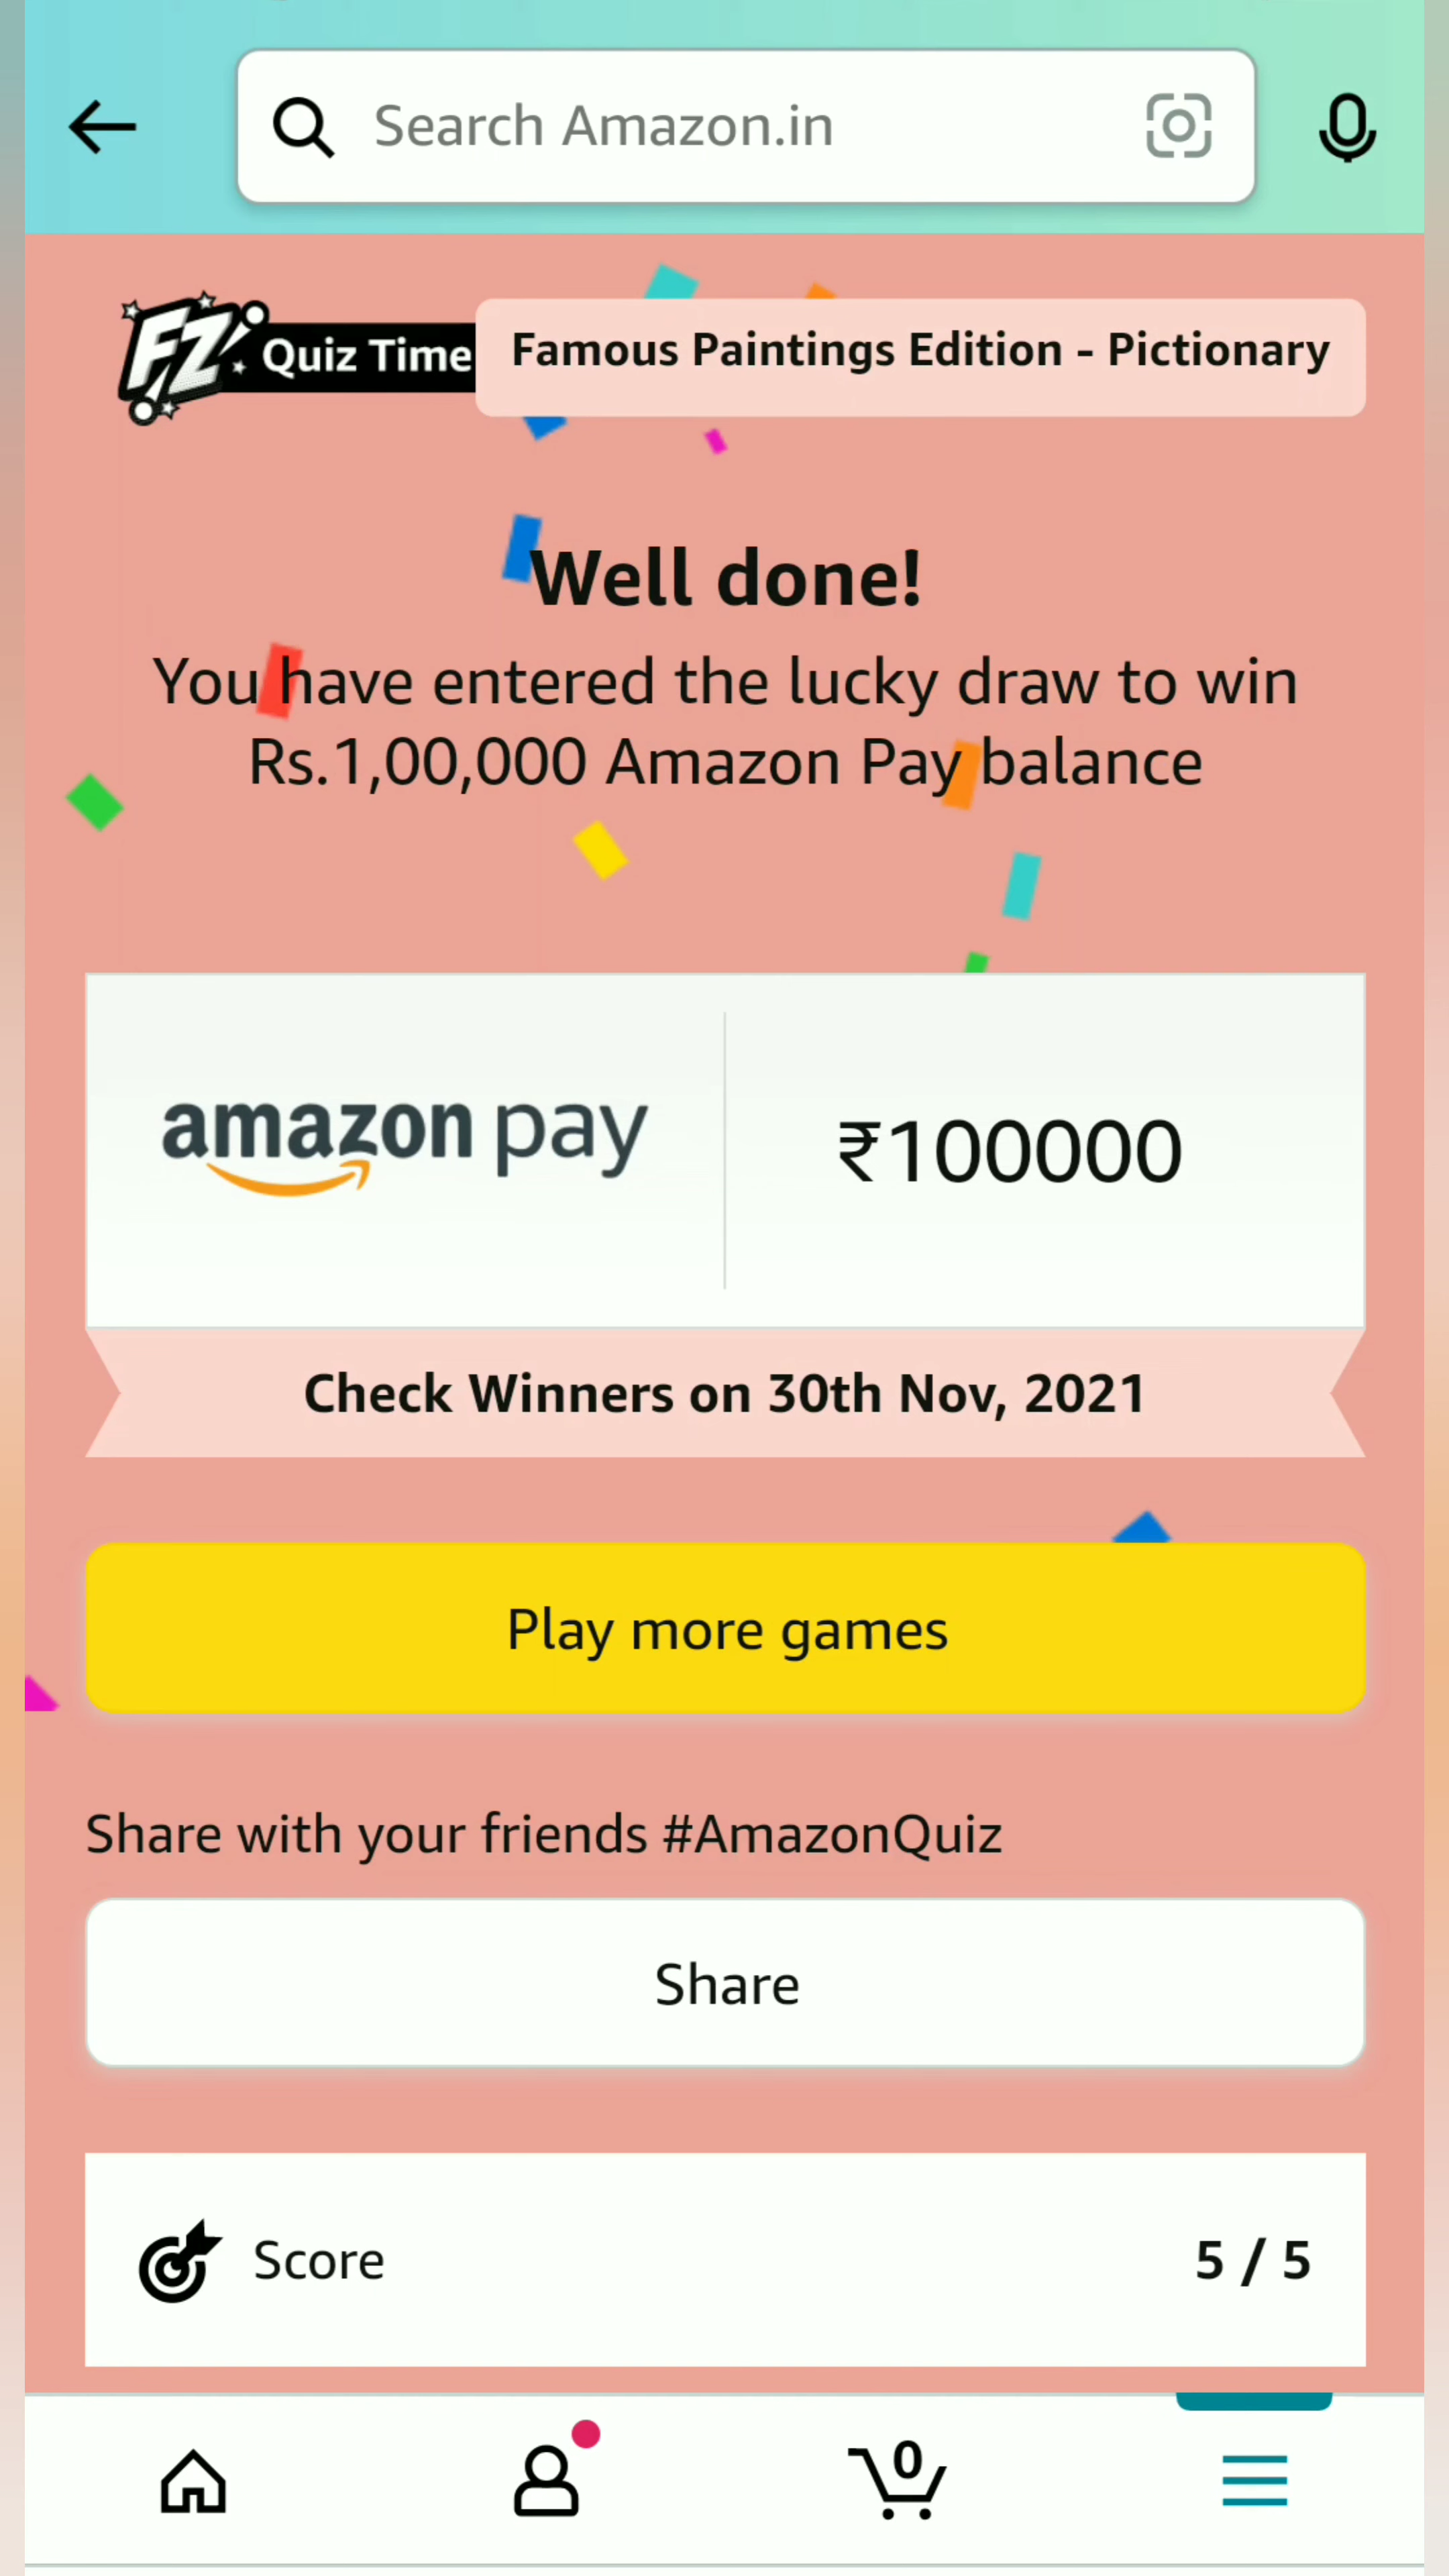 Search Amazon.in
FZ Quiz Time
Famous Paintings Edition - Pictionary
Well done!
You have entered the lucky draw to win
Rs.1,00,000 Amazon Pay balance
amazon pay
₹100000
Check Winners on 30th Nov, 2021
Play more games
Share with your friends #AmazonQuiz
Share
Score
5 / 5
0